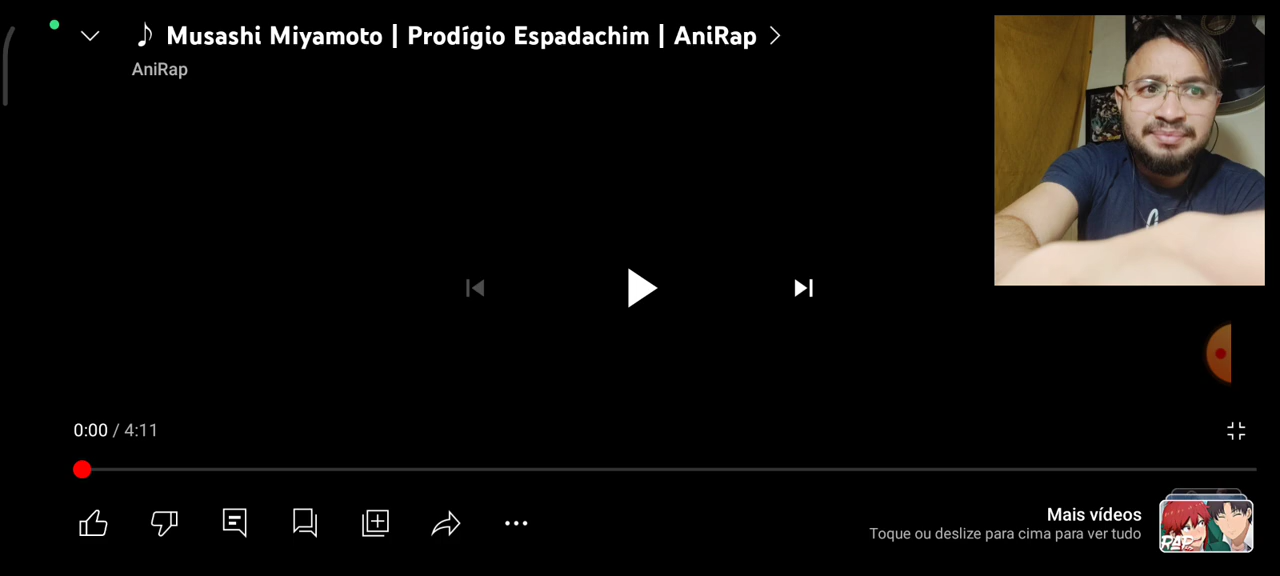 ♪ Musashi Miyamoto | Prodígio Espadachim | AniRap
AniRap
0:00 / 4:11
Mais vídeos
Toque ou deslize para cima para ver tudo
RAP